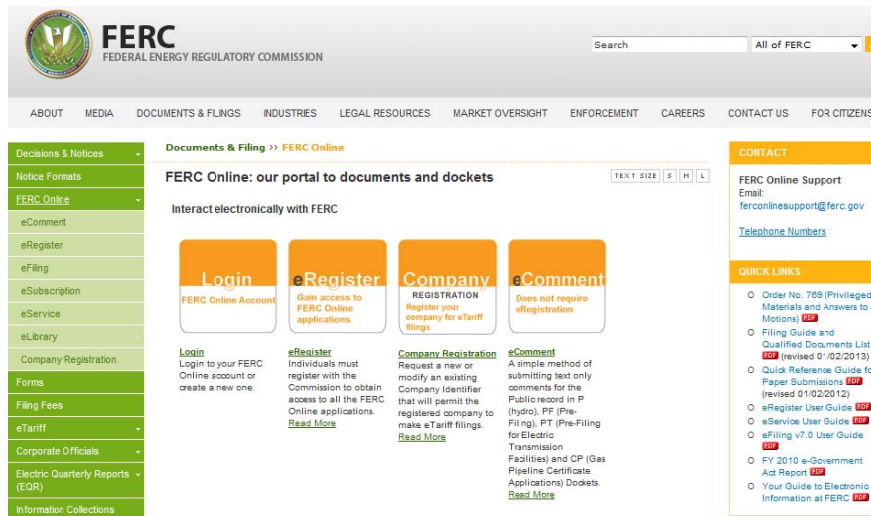 FERC
FEDERAL ENERGY REGULATORY COMMISSION
Search
All of FERC
ABOUT MEDIA DOCUMENTS & FILINGS INDUSTRIES LEGAL RESOURCES MARKET OVERSIGHT ENFORCEMENT CAREERS CONTACT US FOR CITIZENS
Decisions & Notices
Notice Formats
FERC Online
eComment
eRegister
eFiling
eSubscription
eService
eLibrary
Company Registration
Forms
Filing Fees
eTariff
Corporate Officials
Electric Quarterly Reports
(EQR)
Information Collections
Documents & Filing >> FERC Online
FERC Online: our portal to documents and dockets
TEXT SIZE S M L
Interact electronically with FERC
Login
FERC Online Account
eRegister
Gain access to
FERC Online
applications
Company
REGISTRATION
Register your
company for eTariff
filings
eComment
Does not require
eRegistration
Login
Login to your FERC
Online account or
create a new one.
eRegister
Individuals must
register with the
Commission to obtain
access to all the FERC
Online applications.
Read More
Company Registration
Request a new or
modify an existing
Company Identifier
that will permit the
registered company to
make eTariff filings.
Read More
eComment
A simple method of
submitting text only
comments for the
Public record in P
(hydro), PF (Pre-
Filing), PT (Pre-Filing
for Electric
Transmission
Facilities) and CP (Gas
Pipeline Certificate
Applications) Dockets.
Read More
CONTACT
FERC Online Support
Email:
ferconlinesupport@ferc.gov
Telephone Numbers
QUICK LINKS
Order No. 769 (Privileged
Materials and Answers to
Motions) PDF
Filing Guide and
Qualified Documents List
PDF (revised 01/02/2013)
Quick Reference Guide for
Paper Submissions PDF
(revised 01/02/2012)
eRegister User Guide PDF
eService User Guide PDF
eFiling v7.0 User Guide
PDF
FY 2010 e-Government
Act Report PDF
Your Guide to Electronic
Information at FERC PDF